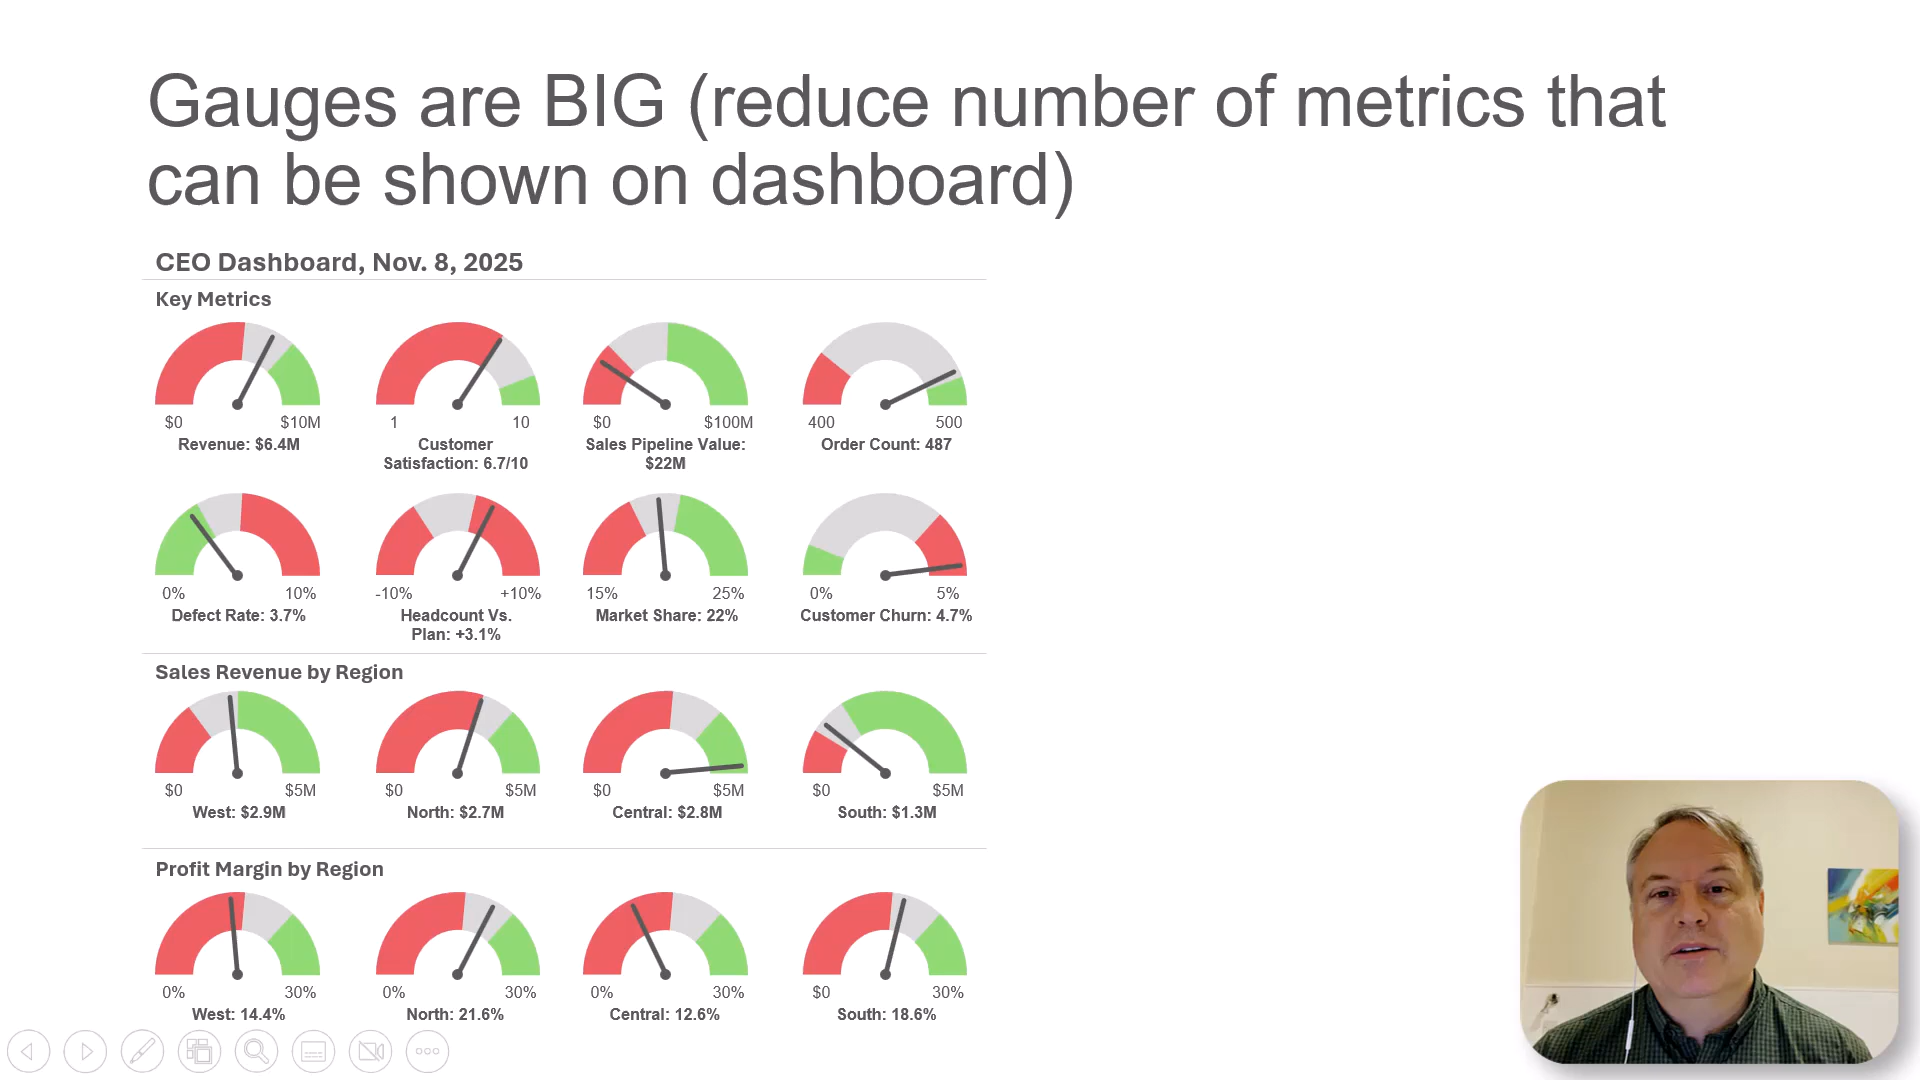 Gauges are BIG (reduce number of metrics that
can be shown on dashboard)
CEO Dashboard, Nov. 8, 2025
Key Metrics
$0 $10M
Revenue: $6.4M
1 10
Customer
Satisfaction: 6.7/10
$0 $100M
Sales Pipeline Value:
$22M
400 500
Order Count: 487
0% 10%
Defect Rate: 3.7%
-10% +10%
Headcount Vs.
Plan: +3.1%
15% 25%
Market Share: 22%
0% 5%
Customer Churn: 4.7%
Sales Revenue by Region
$0 $5M
West: $2.9M
$0 $5M
North: $2.7M
$0 $5M
Central: $2.8M
$0 $5M
South: $1.3M
Profit Margin by Region
0% 30%
West: 14.4%
0% 30%
North: 21.6%
0% 30%
Central: 12.6%
$0 30%
South: 18.6%